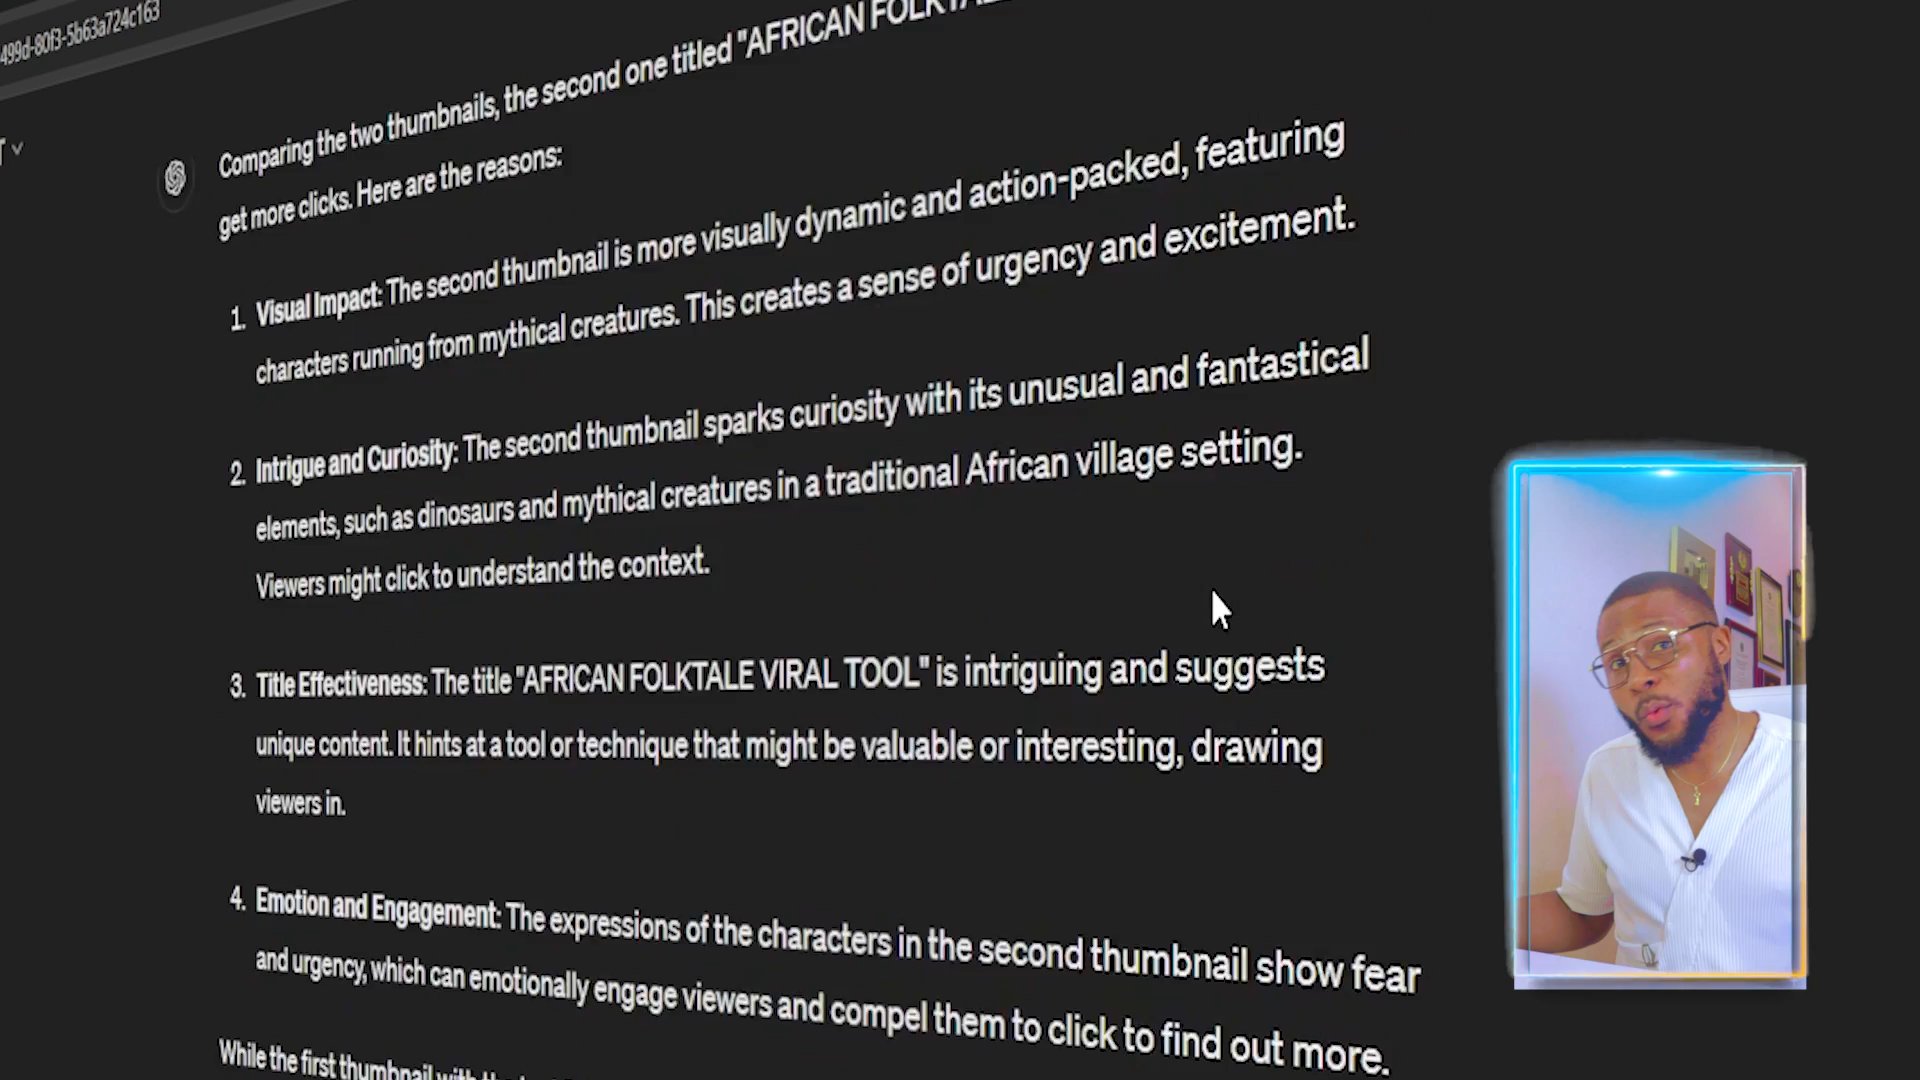 499d-80f3-5b63a724c163
Comparing the two thumbnails, the second one titled "AFRICAN
get more clicks. Here are the reasons:
1. Visual Impact: The second thumbnail is more visually dynamic and action-packed, featuring
characters running from mythical creatures. This creates a sense of urgency and excitement.
2. Intrigue and Curiosity: The second thumbnail sparks curiosity with its unusual and fantastical
elements, such as dinosaurs and mythical creatures in a traditional African village setting.
Viewers might click to understand the context.
3. Title Effectiveness: The title "AFRICAN FOLKTALE VIRAL TOOL" is intriguing and suggests
unique content. It hints at a tool or technique that might be valuable or interesting, drawing
viewers in.
4. Emotion and Engagement: The expressions of the characters in the second thumbnail show fear
and urgency, which can emotionally engage viewers and compel them to click to find out more.
While the first thumbnail with the